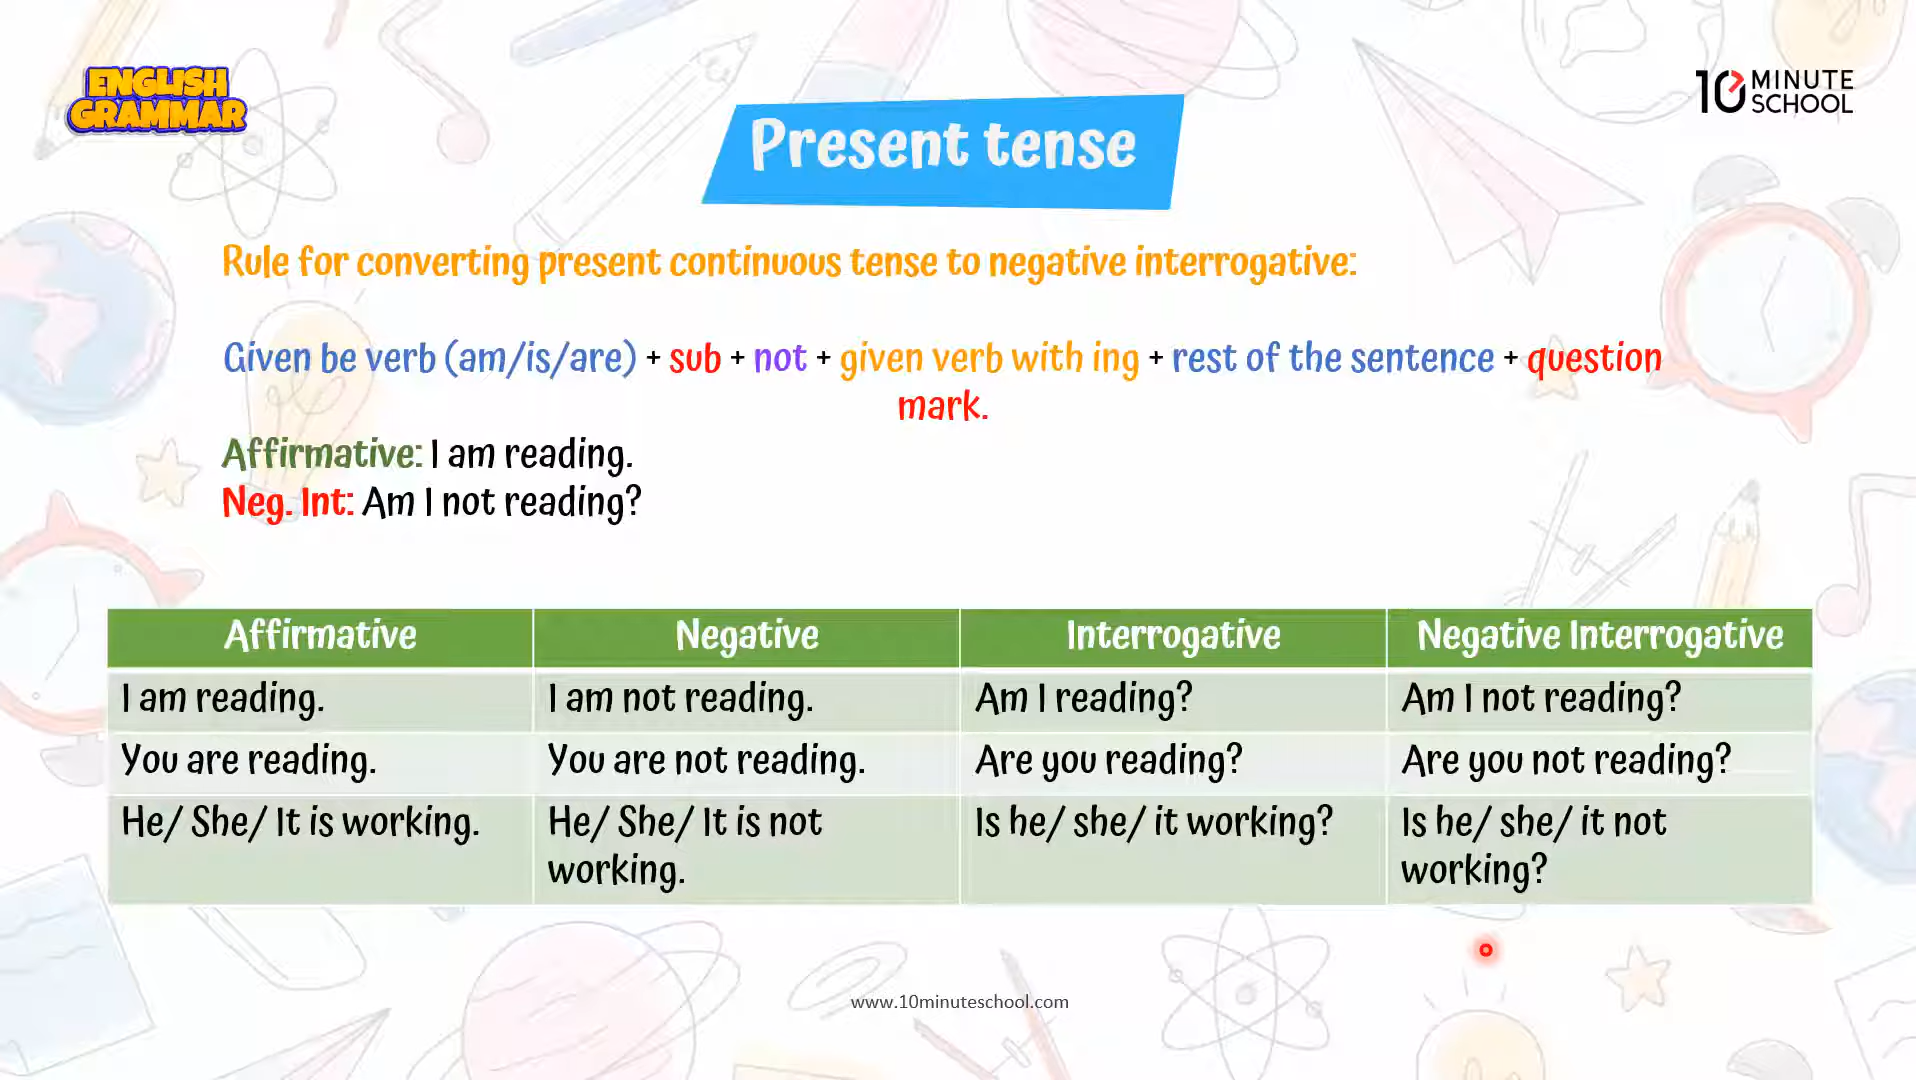 ENGLISH
GRAMMAR
10 MINUTE
SCHOOL
Present tense
Rule for converting present continuous tense to negative interrogative:
Given be verb (am/is/are) + sub + not + given verb with ing + rest of the sentence + question
mark.
Affirmative: I am reading.
Neg. Int: Am I not reading?
Affirmative Negative Interrogative Negative Interrogative
I am reading. I am not reading. Am I reading? Am I not reading?
You are reading. You are not reading. Are you reading? Are you not reading?
He/ She/ It is working. He/ She/ It is not Is he/ she/ it working? Is he/ she/ it not
working. working?
www.10minuteschool.com